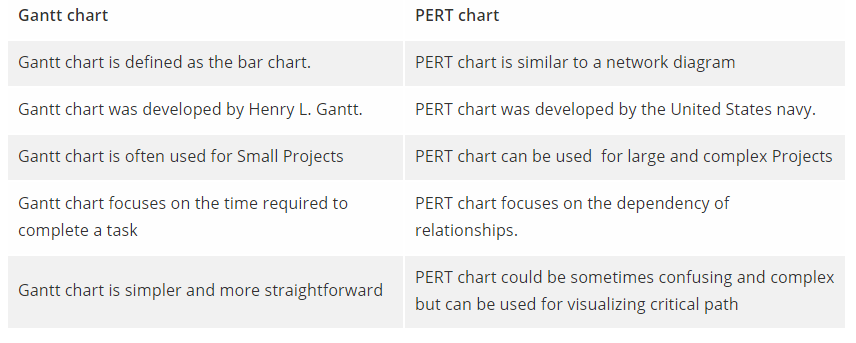 Gantt chart
PERT chart
Gantt chart is defined as the bar chart.
PERT chart is similar to a network diagram
Gantt chart was developed by Henry L. Gantt.
PERT chart was developed by the United States navy.
Gantt chart is often used for Small Projects
PERT chart can be used  for large and complex Projects
Gantt chart focuses on the time required to
complete a task
PERT chart focuses on the dependency of
relationships.
Gantt chart is simpler and more straightforward
PERT chart could be sometimes confusing and complex
but can be used for visualizing critical path